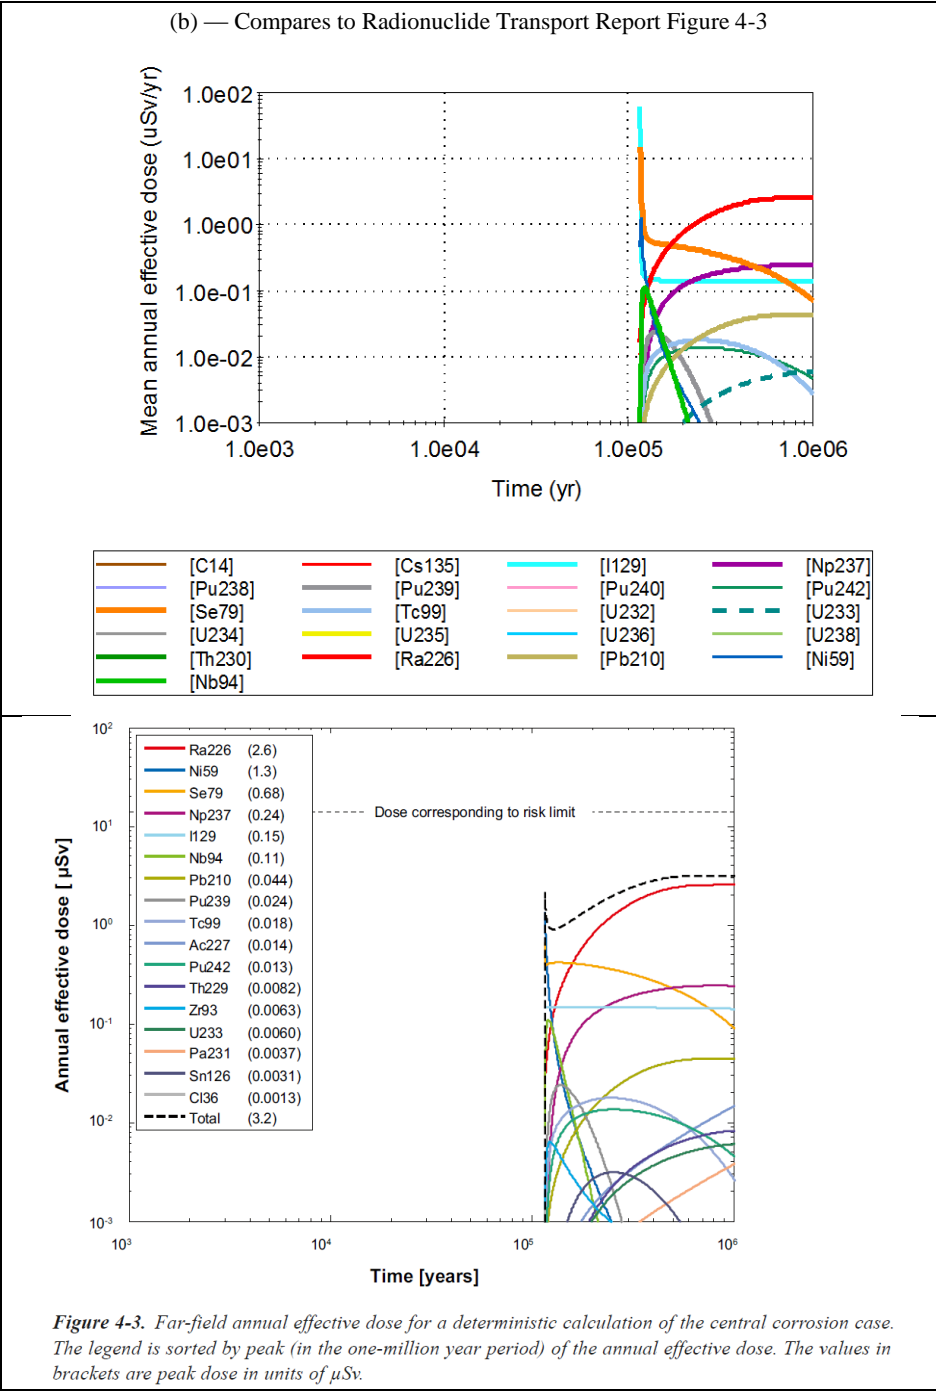 (b) — Compares to Radionuclide Transport Report Figure 4-3
Mean annual effective dose (uSv/yr)
1.0e02
1.0e01
1.0e00
1.0e-01
1.0e-02
1.0e-03
1.0e03 1.0e04 1.0e05 1.0e06
Time (yr)
[C14] [Cs135] [I129] [Np237]
[Pu238] [Pu239] [Pu240] [Pu242]
[Se79] [Tc99] [U232] [U233]
[U234] [U235] [U236] [U238]
[Th230] [Ra226] [Pb210] [Ni59]
[Nb94]
Annual effective dose [ µSv]
10²
10¹
10⁰
10⁻¹
10⁻²
10⁻³
Ra226 (2.6)
Ni59 (1.3)
Se79 (0.68)
Np237 (0.24)
I129 (0.15)
Nb94 (0.11)
Pb210 (0.044)
Pu239 (0.024)
Tc99 (0.018)
Ac227 (0.014)
Pu242 (0.013)
Th229 (0.0082)
Zr93 (0.0063)
U233 (0.0060)
Pa231 (0.0037)
Sn126 (0.0031)
Cl36 (0.0013)
Total (3.2)
Dose corresponding to risk limit
10³ 10⁴ 10⁵ 10⁶
Time [years]
Figure 4-3. Far-field annual effective dose for a deterministic calculation of the central corrosion case.
The legend is sorted by peak (in the one-million year period) of the annual effective dose. The values in
brackets are peak dose in units of µSv.